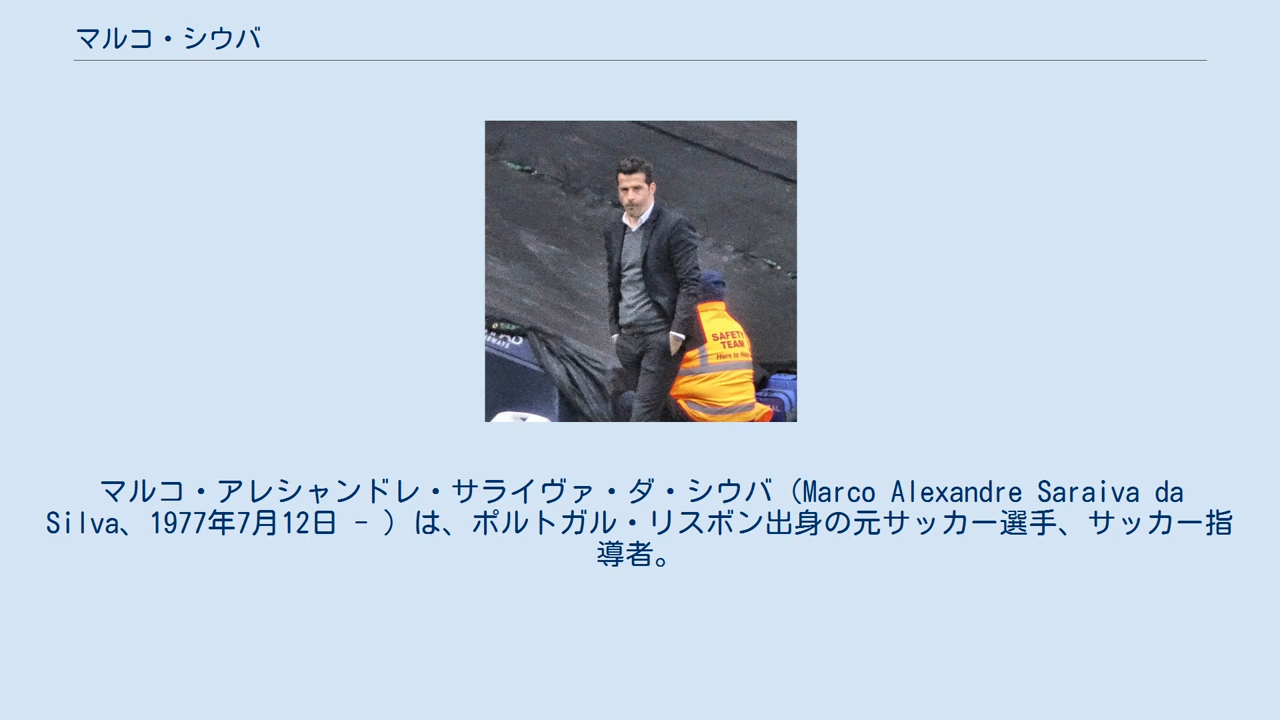 マルコ・シウバ
SAFETY
TEAM
Here to
マルコ・アレシャンドレ・サライヴァ・ダ・シウバ（Marco Alexandre Saraiva da
Silva、1977年7月12日 - ）は、ポルトガル・リスボン出身の元サッカー選手、サッカー指
導者。